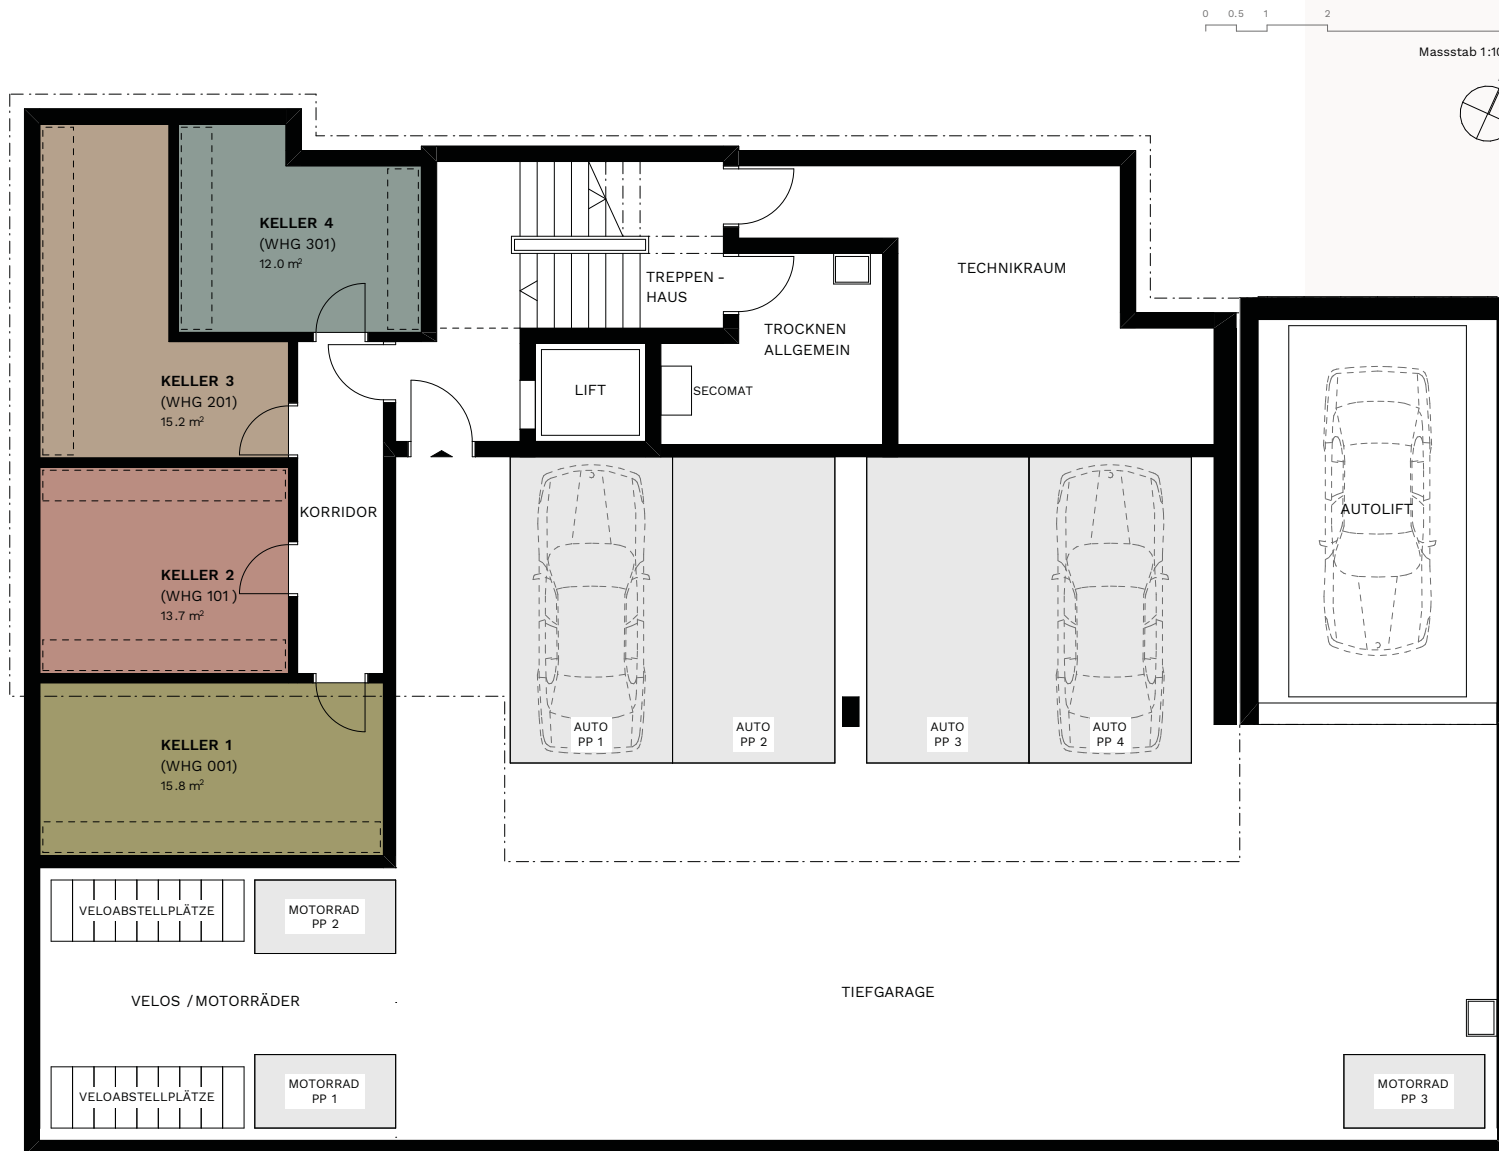 0 0.5 1 2
Massstab 1:10
KELLER 4
(WHG 301)
12.0 m²
TREPPEN -
HAUS
TECHNIKRAUM
TROCKNEN
ALLGEMEIN
KELLER 3
(WHG 201)
15.2 m²
LIFT
SECOMAT
KORRIDOR
AUTOLIFT
KELLER 2
(WHG 101)
13.7 m²
AUTO
PP 1
AUTO
PP 2
AUTO
PP 3
AUTO
PP 4
KELLER 1
(WHG 001)
15.8 m²
VELOABSTELLPLÄTZE
MOTORRAD
PP 2
VELOS / MOTORRÄDER
TIEFGARAGE
VELOABSTELLPLÄTZE
MOTORRAD
PP 1
MOTORRAD
PP 3